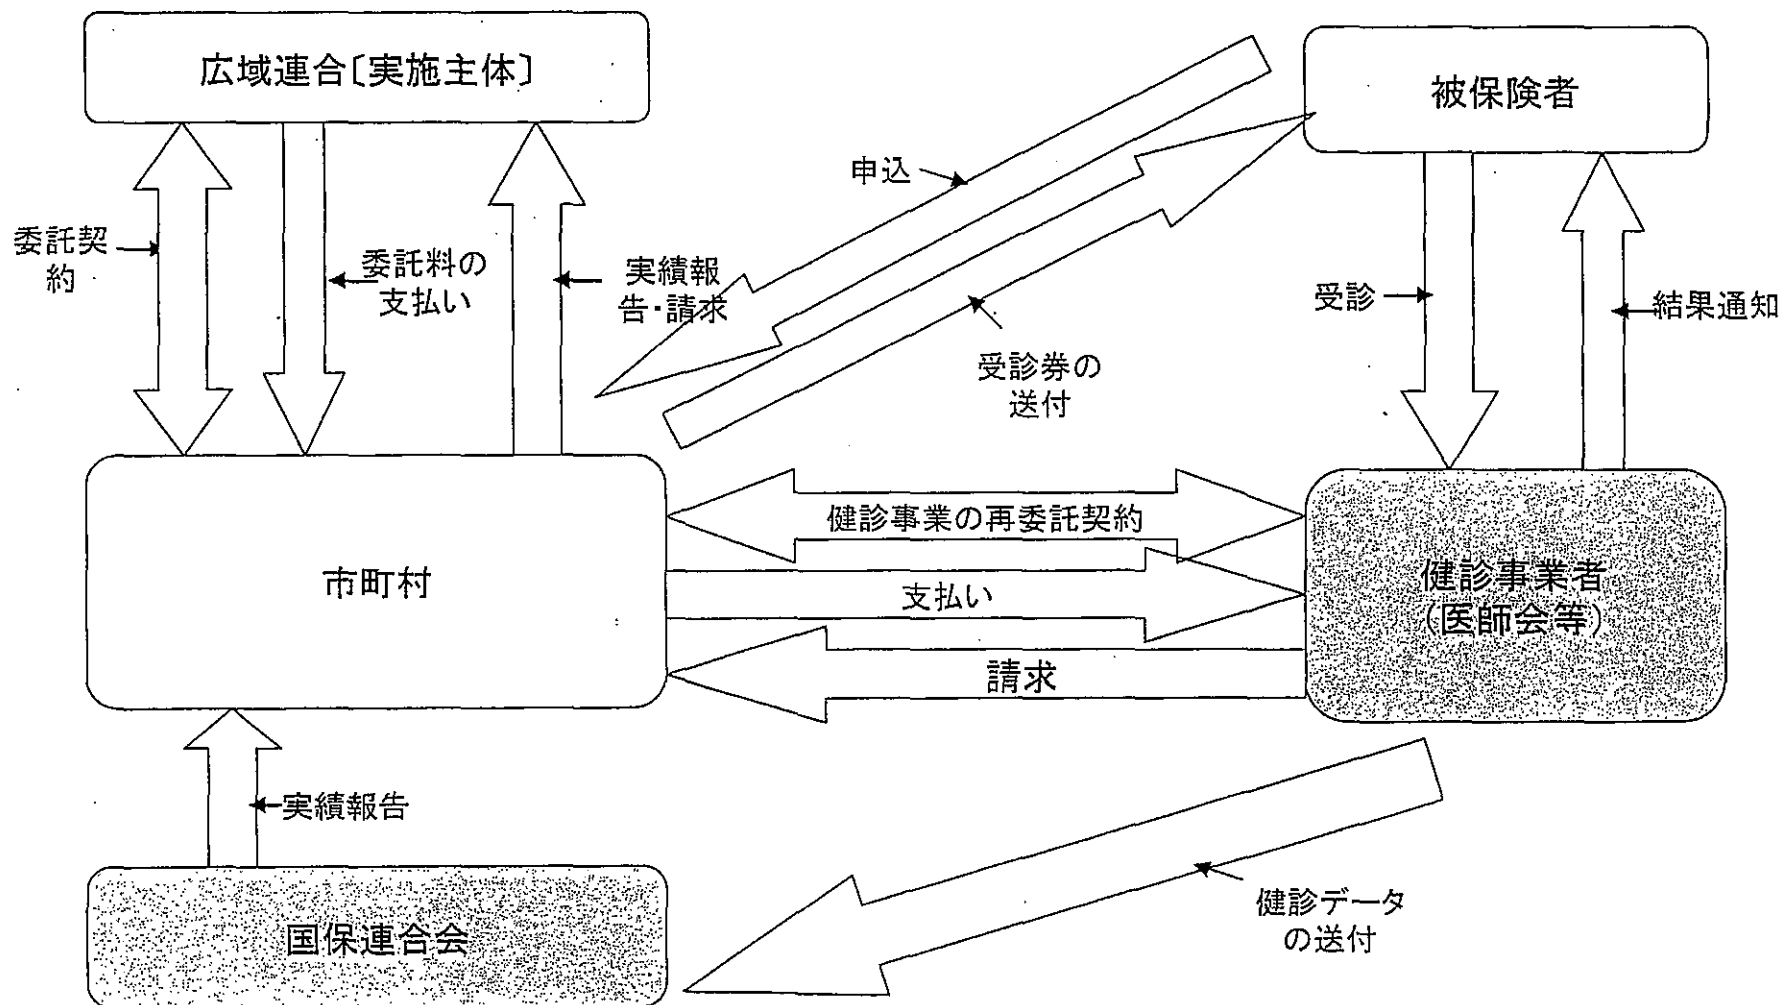 広域連合〔実施主体〕
被保険者
申込
委託契
約
委託料の
支払い
実績報
告・請求
受診
結果通知
受診券の
送付
健診事業の再委託契約
市町村
支払い
健診事業者
(医師会等)
請求
実績報告
健診データ
の送付
国保連合会